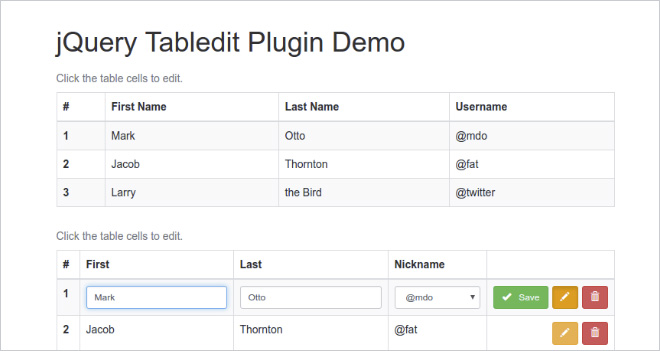 jQuery Tabledit Plugin Demo
Click the table cells to edit.
# First Name Last Name Username
1 Mark Otto @mdo
2 Jacob Thornton @fat
3 Larry the Bird @twitter
Click the table cells to edit.
# First Last Nickname
1 Mark Otto @mdo Save
2 Jacob Thornton @fat